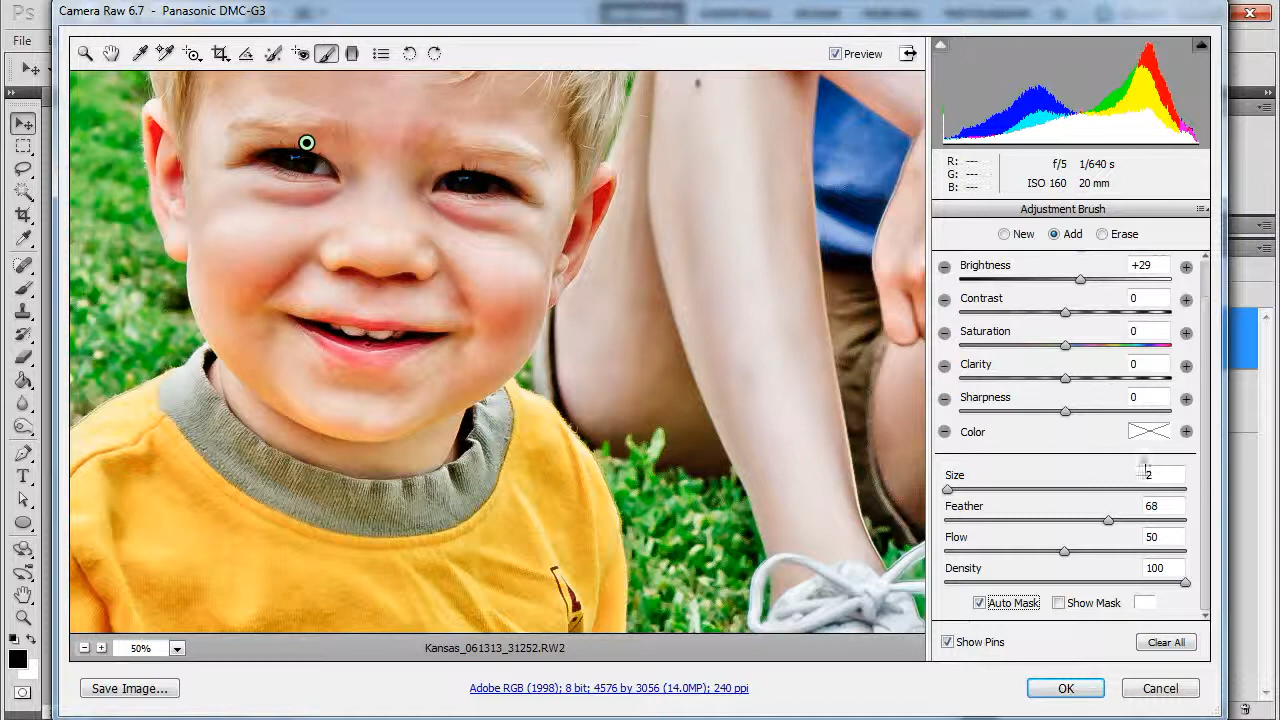 Camera Raw 6.7 - Panasonic DMC-G3
Ps
File
Preview
R: ---
G: ---
B: ---
f/5 1/640 s
ISO 160 20 mm
Adjustment Brush
New Add Erase
Brightness +29
Contrast 0
Saturation 0
Clarity 0
Sharpness 0
Color
Size 2
Feather 68
Flow 50
Density 100
Auto Mask Show Mask
Show Pins Clear All
50% Kansas_061313_31252.RW2
Save Image... Adobe RGB (1998); 8 bit; 4576 by 3056 (14.0MP); 240 ppi OK Cancel